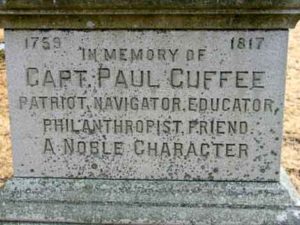 1759 1817
IN MEMORY OF
CAPT. PAUL CUFFEE
PATRIOT, NAVIGATOR, EDUCATOR,
PHILANTHROPIST, FRIEND.
A NOBLE CHARACTER